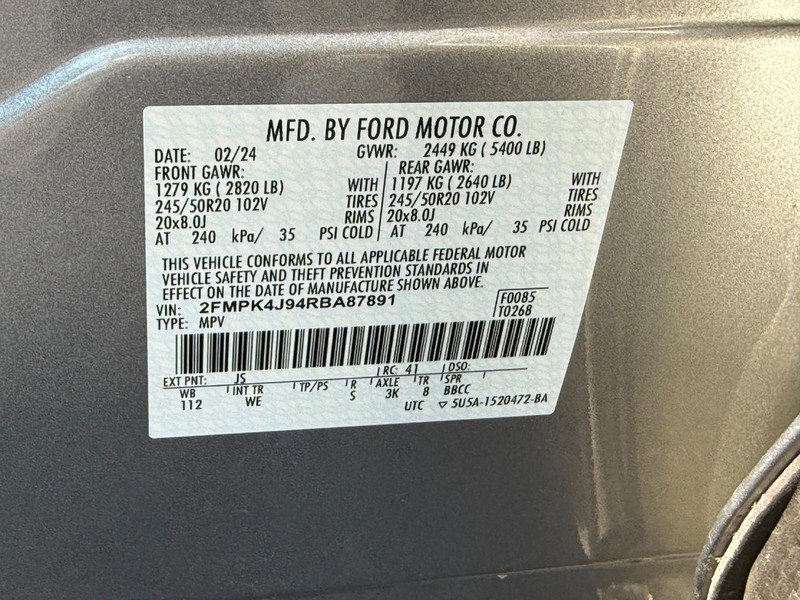 MFD. BY FORD MOTOR CO.
DATE: 02/24 GVWR: 2449 KG ( 5400 LB)
FRONT GAWR: REAR GAWR:
1279 KG ( 2820 LB) WITH 1197 KG ( 2640 LB) WITH
245/50R20 102V TIRES 245/50R20 102V TIRES
20x8.0J RIMS 20x8.0J RIMS
AT 240 kPa/ 35 PSI COLD AT 240 kPa/ 35 PSI COLD
THIS VEHICLE CONFORMS TO ALL APPLICABLE FEDERAL MOTOR
VEHICLE SAFETY AND THEFT PREVENTION STANDARDS IN
EFFECT ON THE DATE OF MANUFACTURE SHOWN ABOVE.
VIN: 2FMPK4J94RBA87891 F0085
TYPE: MPV T0268
EXT PNT: JS RC: 41 DSO:
WB INT TR TP/PS R AXLE TR SPR
112 WE S 3K 8 BBCC
UTC ▽ 5U5A-1520472-BA